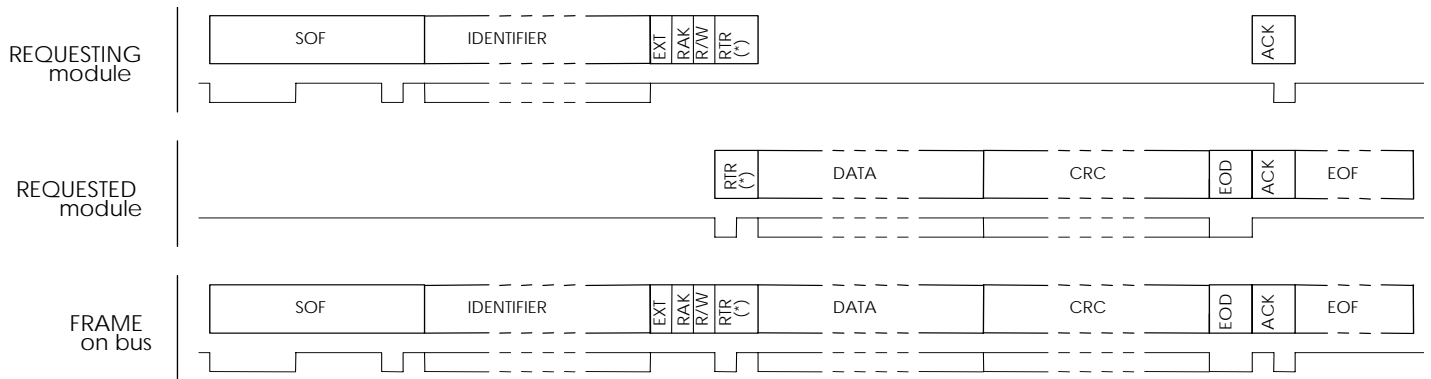 REQUESTING
module
SOF
IDENTIFIER
EXT
RAK
R/W
RTR
(*)
ACK
REQUESTED
module
RTR
(*)
DATA
CRC
EOD
ACK
EOF
FRAME
on bus
SOF
IDENTIFIER
EXT
RAK
R/W
RTR
(*)
DATA
CRC
EOD
ACK
EOF